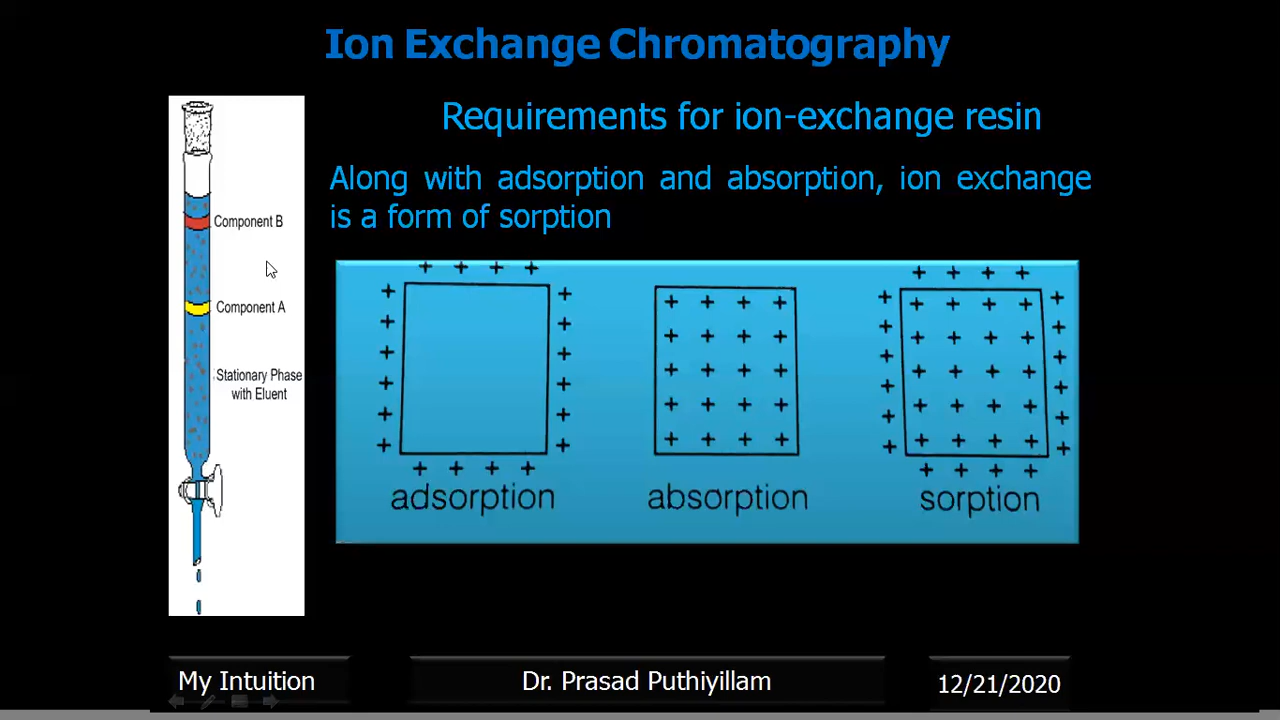 Ion Exchange Chromatography
Requirements for ion-exchange resin
Along with adsorption and absorption, ion exchange
is a form of sorption
Component B
Component A
Stationary Phase
with Eluent
adsorption
absorption
sorption
My Intuition
Dr. Prasad Puthiyillam
12/21/2020